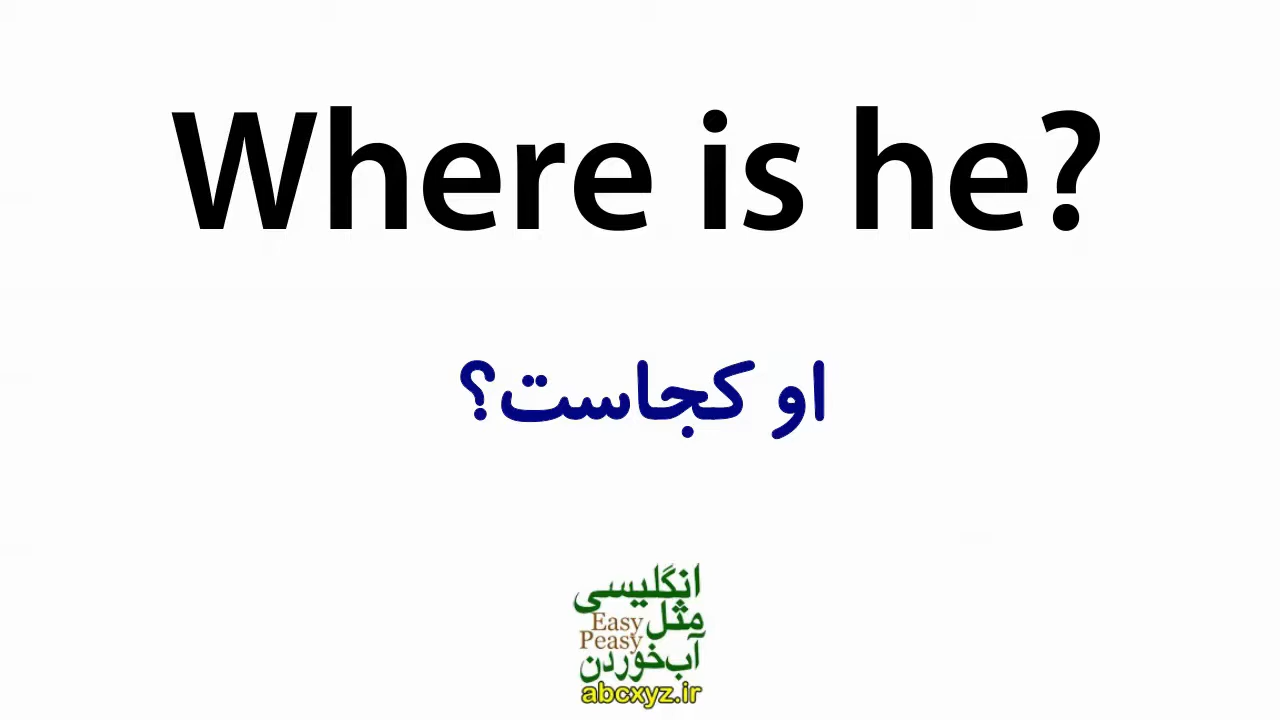 Where is he?
او کجاست؟
انگلیسی
مثل
Easy
Peasy
آب‌خوردن
abcxyz.ir